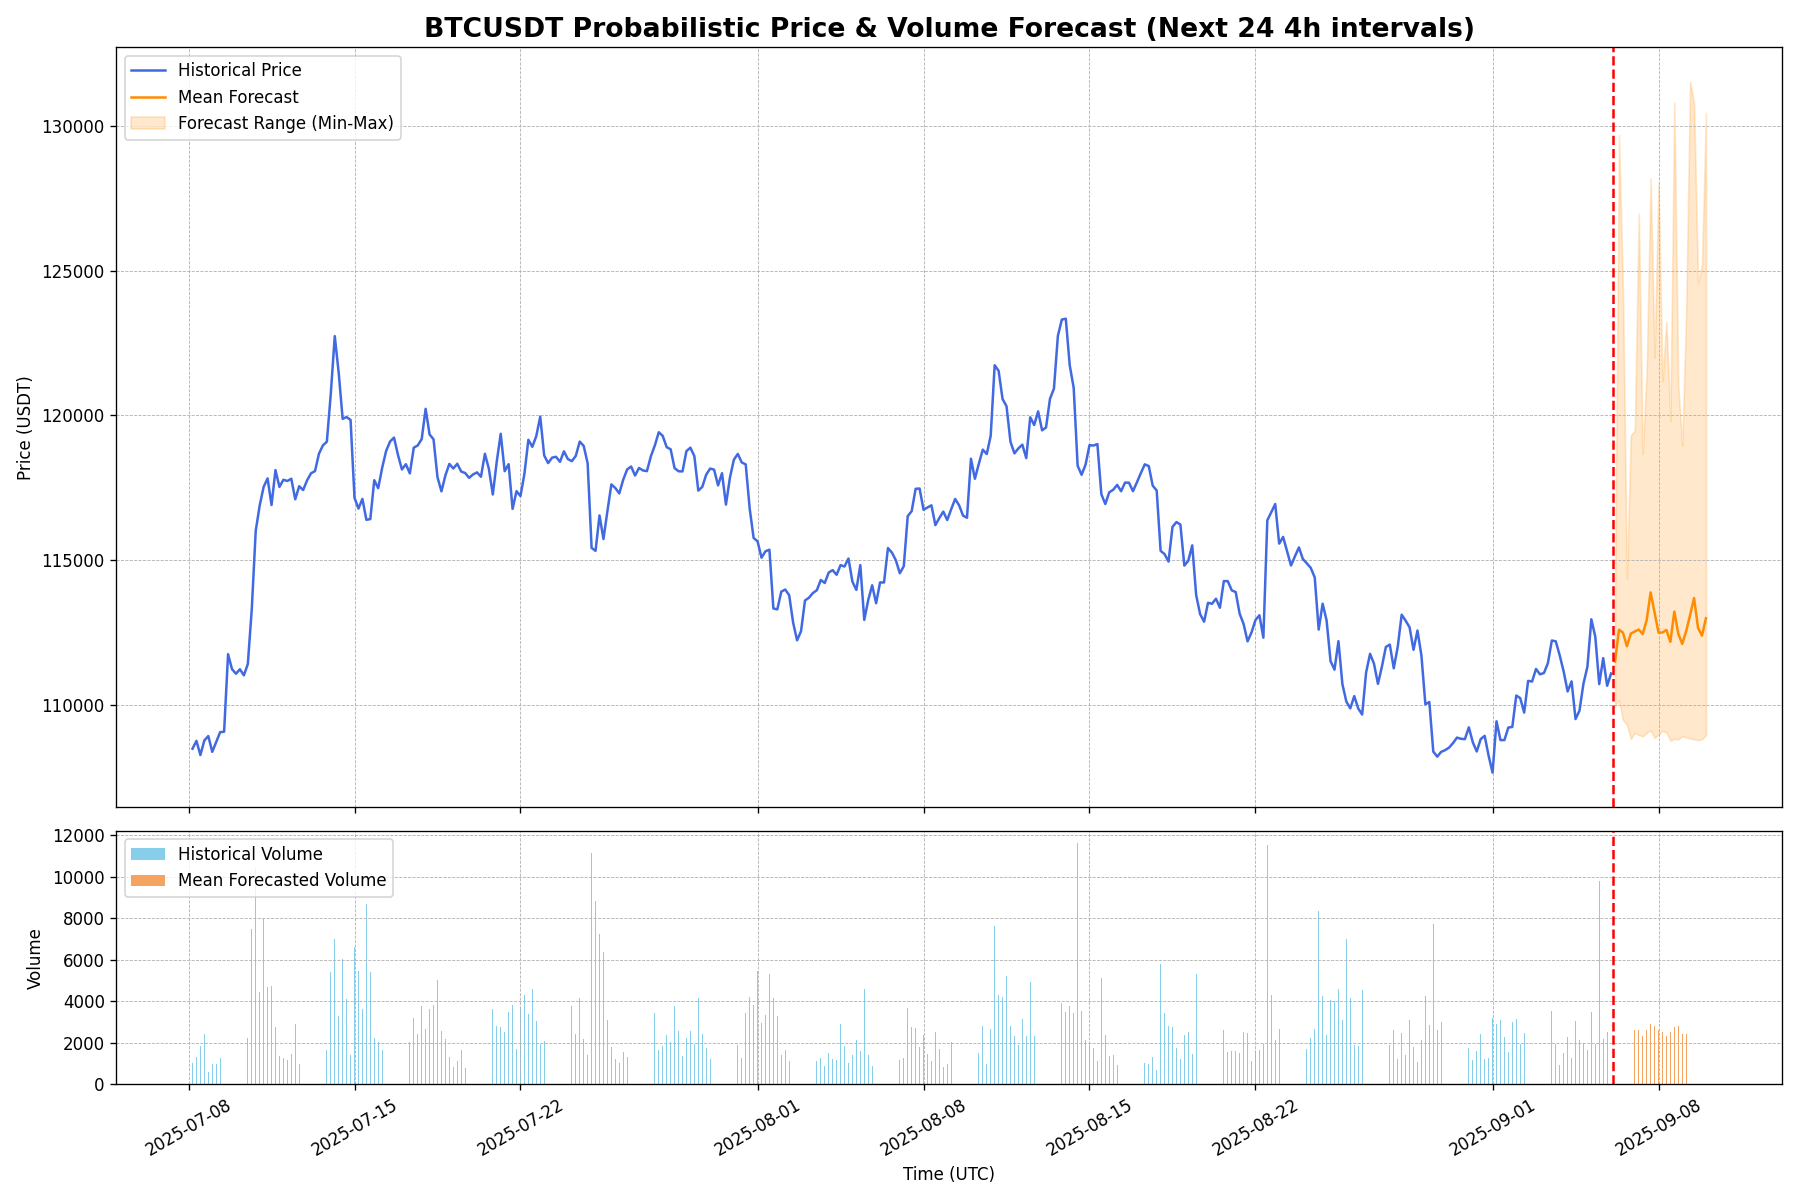 BTCUSDT Probabilistic Price & Volume Forecast (Next 24 4h intervals)
Historical Price
Mean Forecast
Forecast Range (Min-Max)
130000
125000
120000
115000
110000
Price (USDT)
Historical Volume
Mean Forecasted Volume
12000
10000
8000
6000
4000
2000
0
Volume
2025-07-08
2025-07-15
2025-07-22
2025-08-01
2025-08-08
2025-08-15
2025-08-22
2025-09-01
2025-09-08
Time (UTC)